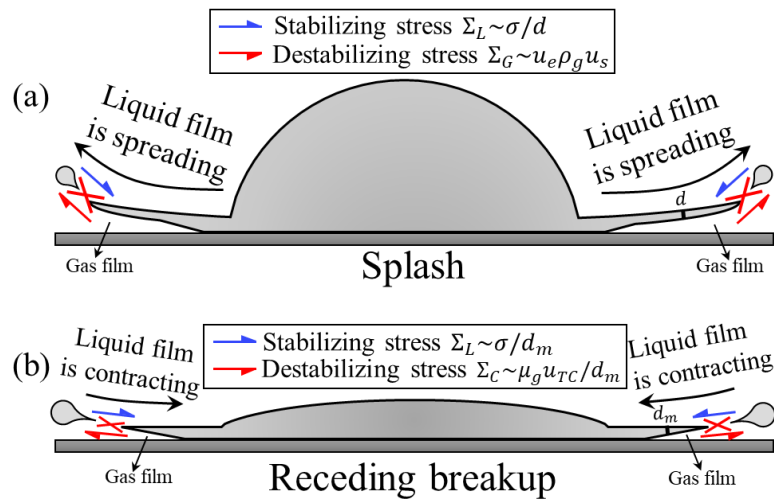 Stabilizing stress Σ_L~σ/d
Destabilizing stress Σ_G~u_eρ_gu_s
(a)
Liquid film
is spreading
Liquid film
is spreading
d
Gas film
Gas film
Splash
Stabilizing stress Σ_L~σ/d_m
Destabilizing stress Σ_C~μ_gu_{TC}/d_m
(b)
Liquid film
is contracting
Liquid film
is contracting
d_m
Gas film
Gas film
Receding breakup